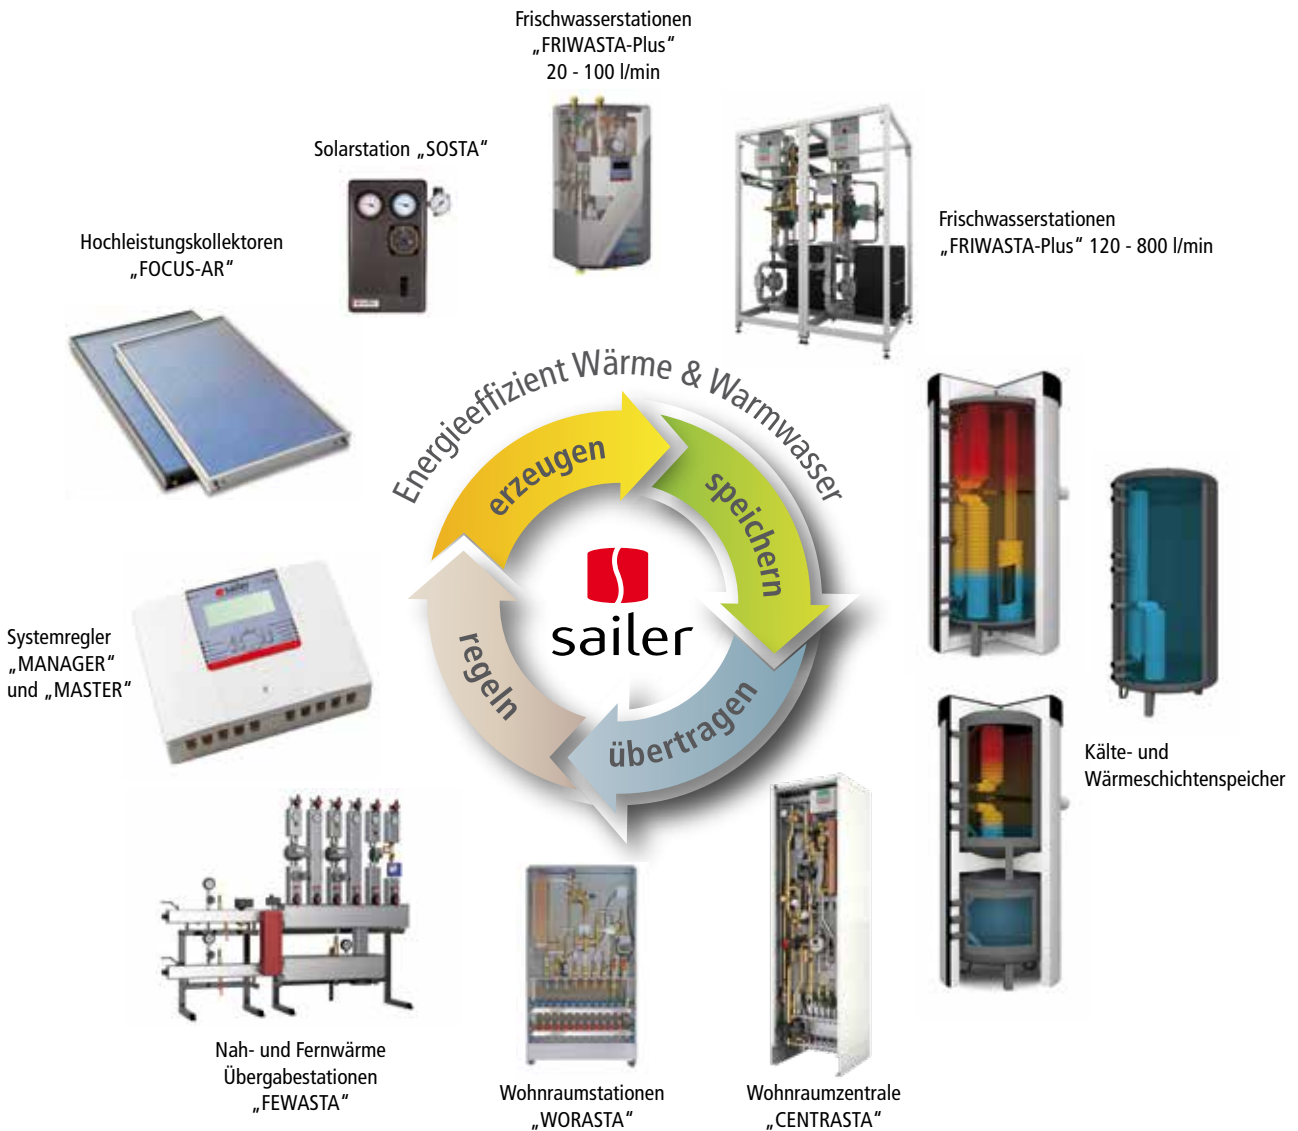 Frischwasserstationen
„FRIWASTA-Plus“
20 - 100 l/min
Solarstation „SOSTA“
Hochleistungskollektoren
„FOCUS-AR“
Frischwasserstationen
„FRIWASTA-Plus“ 120 - 800 l/min
Energieeffizient Wärme & Warmwasser
erzeugen
speichern
übertragen
regeln
sailer
sailer
Systemregler
„MANAGER“
und „MASTER“
Kälte- und
Wärmeschichtenspeicher
Nah- und Fernwärme
Übergabestationen
„FEWASTA“
Wohnraumstationen
„WORASTA“
Wohnraumzentrale
„CENTRASTA“